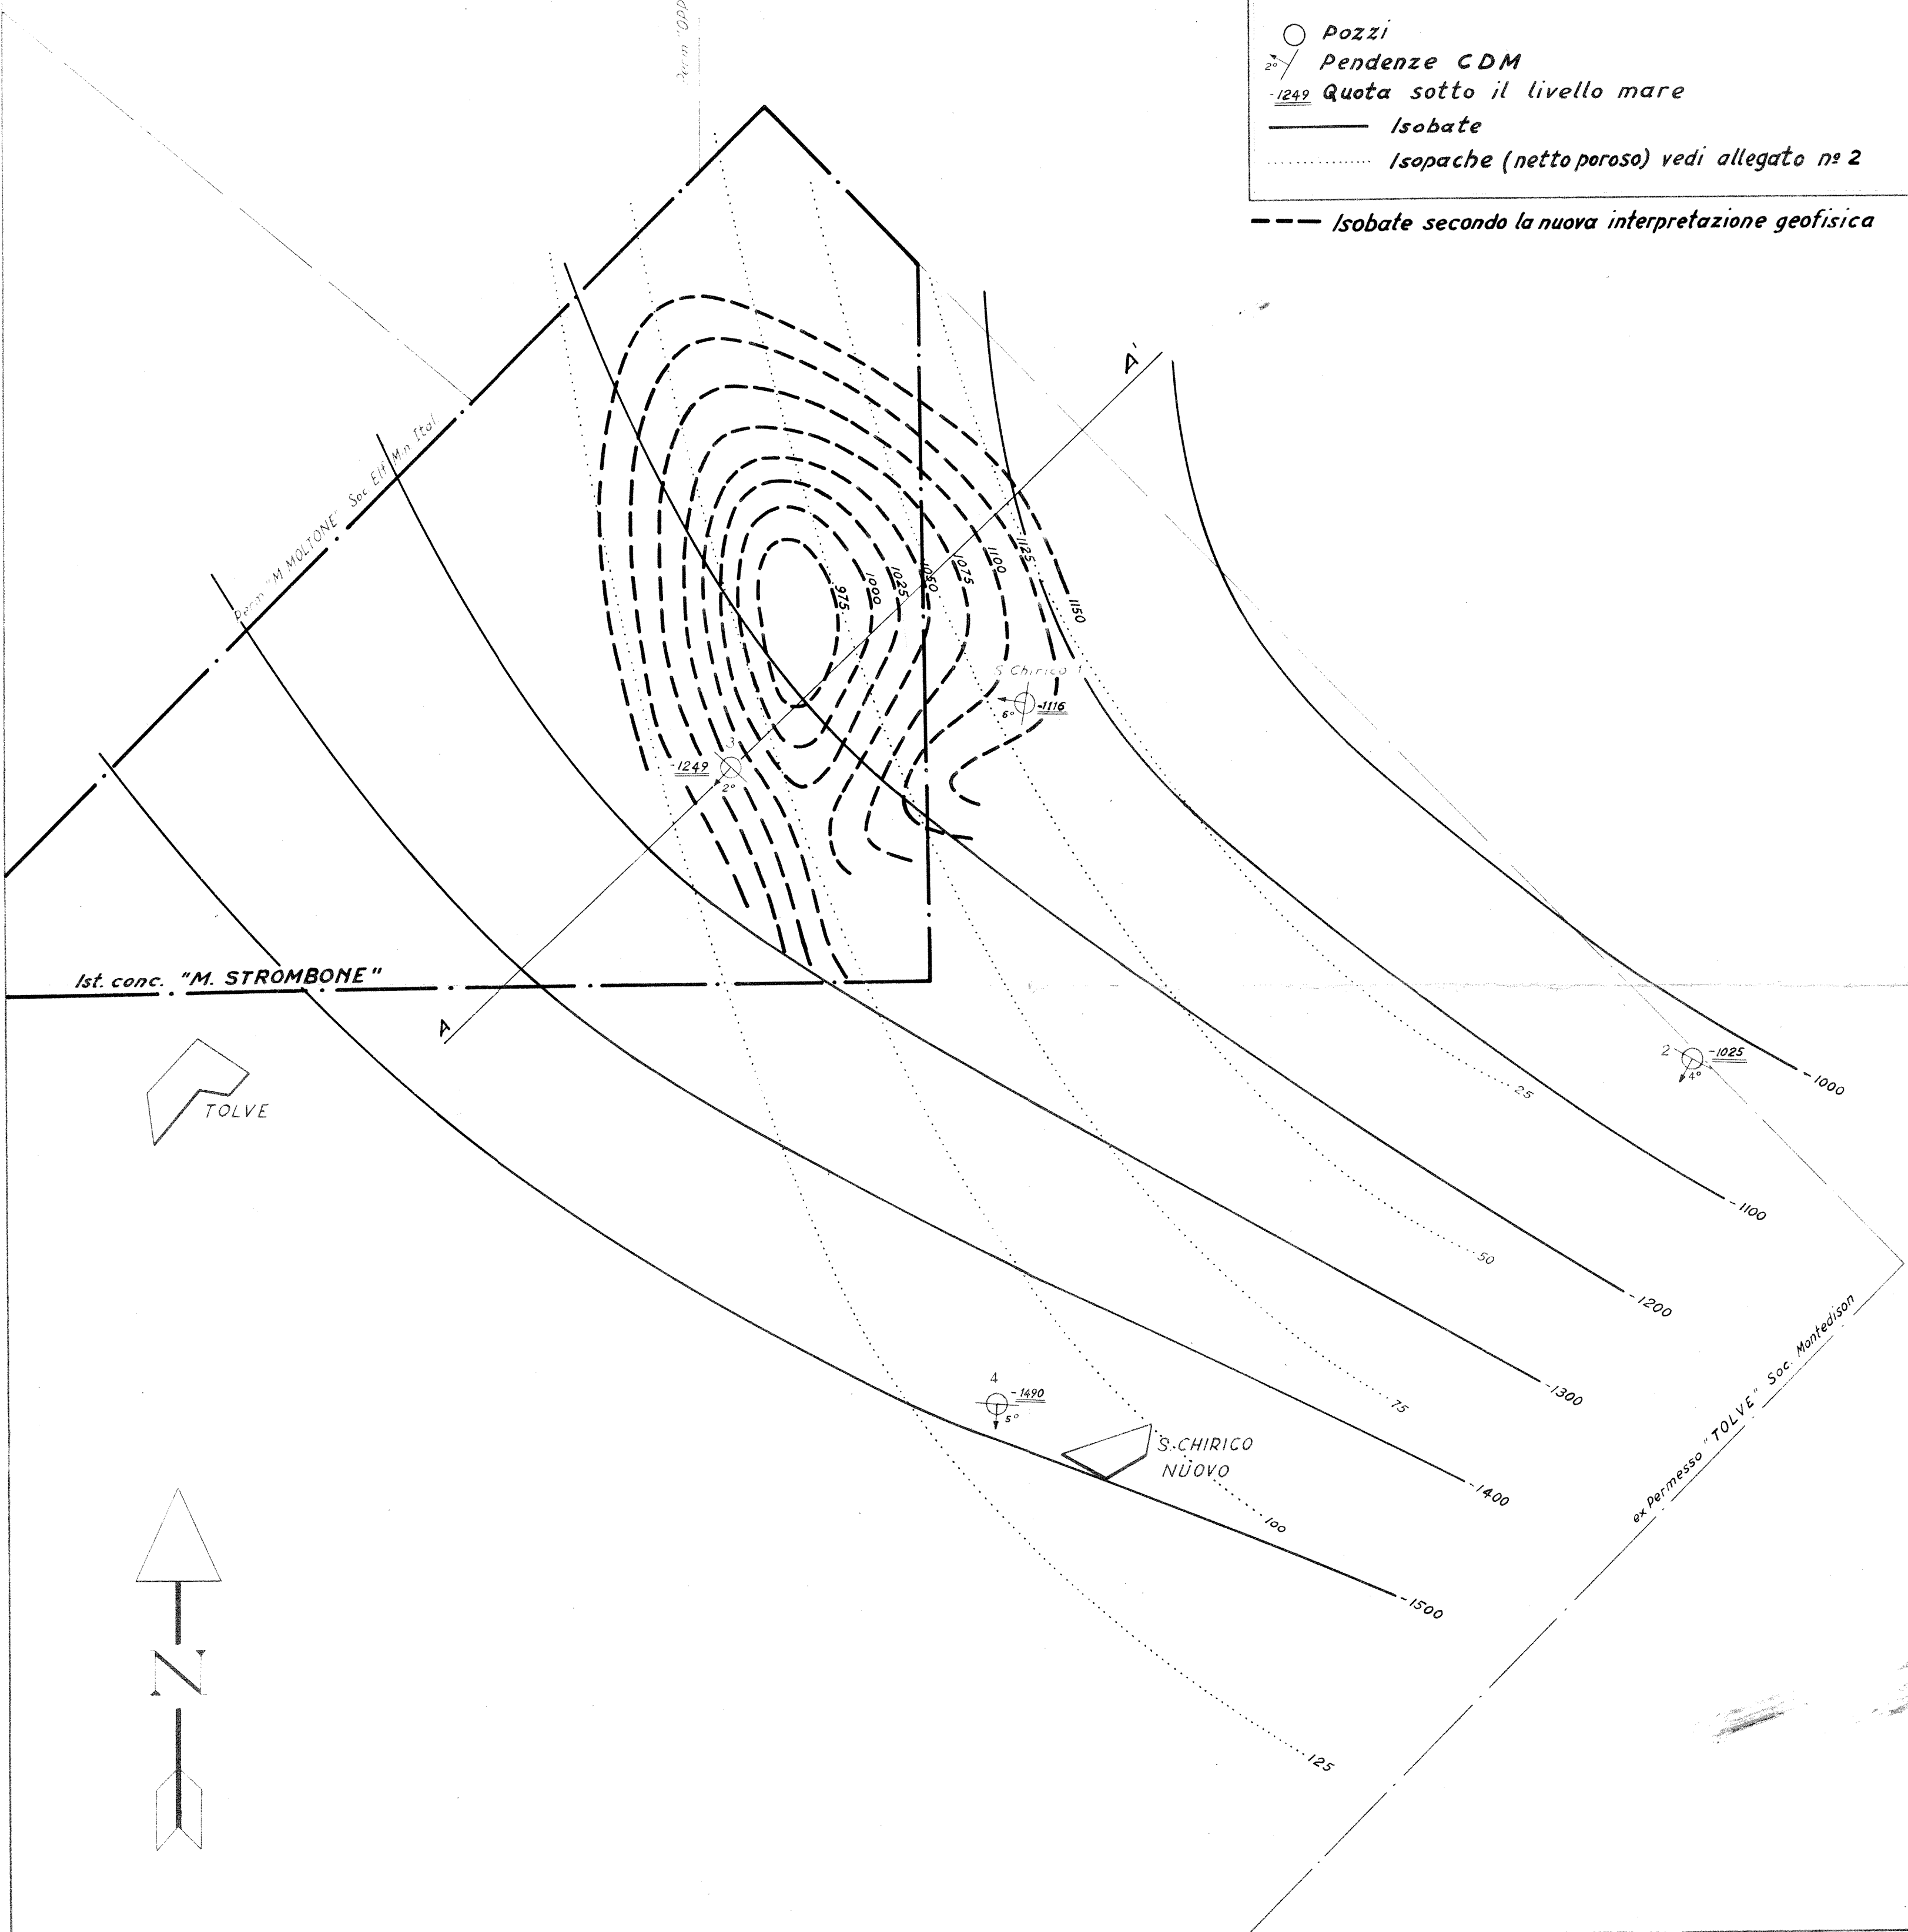 Pozzi
2° Pendenze CDM
-1249 Quota sotto il livello mare
Isobate
Isopache (netto poroso) vedi allegato nº 2
Isobate secondo la nuova interpretazione geofisica
A'
Perm "M. MOLTONE" Soc. Elf Min Ital
975
1000
1025
1050
1075
1100
1125
1150
S. Chirico 1
6°
-1116
3
-1249
2°
Ist. conc. "M. STROMBONE"
A
TOLVE
2
-1025
4°
-1000
25
-1100
50
-1200
-1300
75
4
-1490
5°
S. CHIRICO
NUOVO
-1400
100
-1500
125
ex Permesso "TOLVE" Soc. Montedison
N